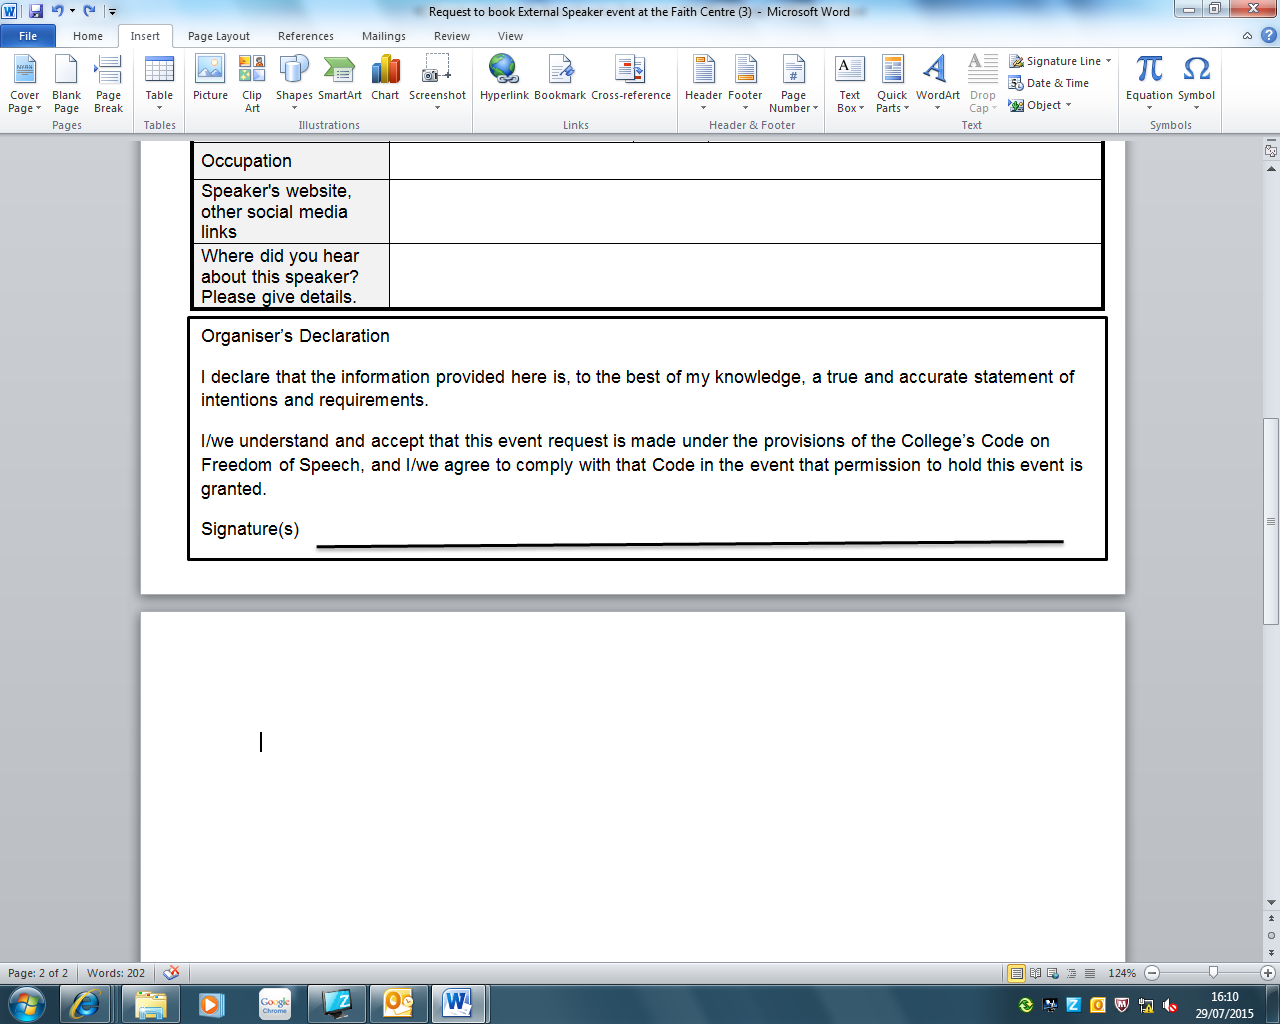 Request to book External Speaker event at the Faith Centre (3) - Microsoft Word
File Home Insert Page Layout References Mailings Review View
Cover Page
Blank Page
Page Break
Table
Picture
Clip Art
Shapes
SmartArt
Chart
Screenshot
Hyperlink
Bookmark
Cross-reference
Header
Footer
Page Number
Text Box
Quick Parts
WordArt
Drop Cap
Signature Line
Date & Time
Object
Equation
Symbol
Pages Tables Illustrations Links Header & Footer Text Symbols
Occupation
Speaker's website,
other social media
links
Where did you hear
about this speaker?
Please give details.
Organiser’s Declaration
I declare that the information provided here is, to the best of my knowledge, a true and accurate statement of
intentions and requirements.
I/we understand and accept that this event request is made under the provisions of the College’s Code on
Freedom of Speech, and I/we agree to comply with that Code in the event that permission to hold this event is
granted.
Signature(s)
Page: 2 of 2 Words: 202 124%
Google
Chrome
16:10
29/07/2015